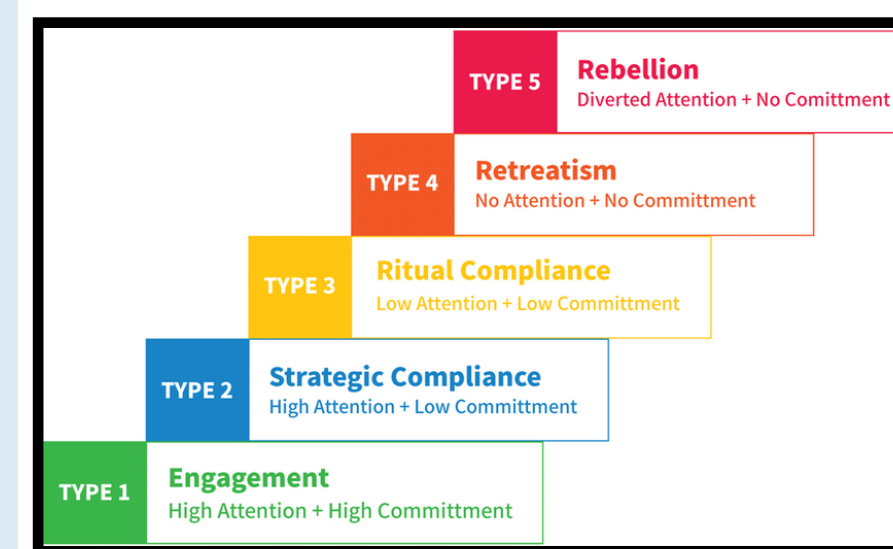 TYPE 5
Rebellion
Diverted Attention + No Comittment
TYPE 4
Retreatism
No Attention + No Committment
TYPE 3
Ritual Compliance
Low Attention + Low Committment
TYPE 2
Strategic Compliance
High Attention + Low Committment
TYPE 1
Engagement
High Attention + High Committment